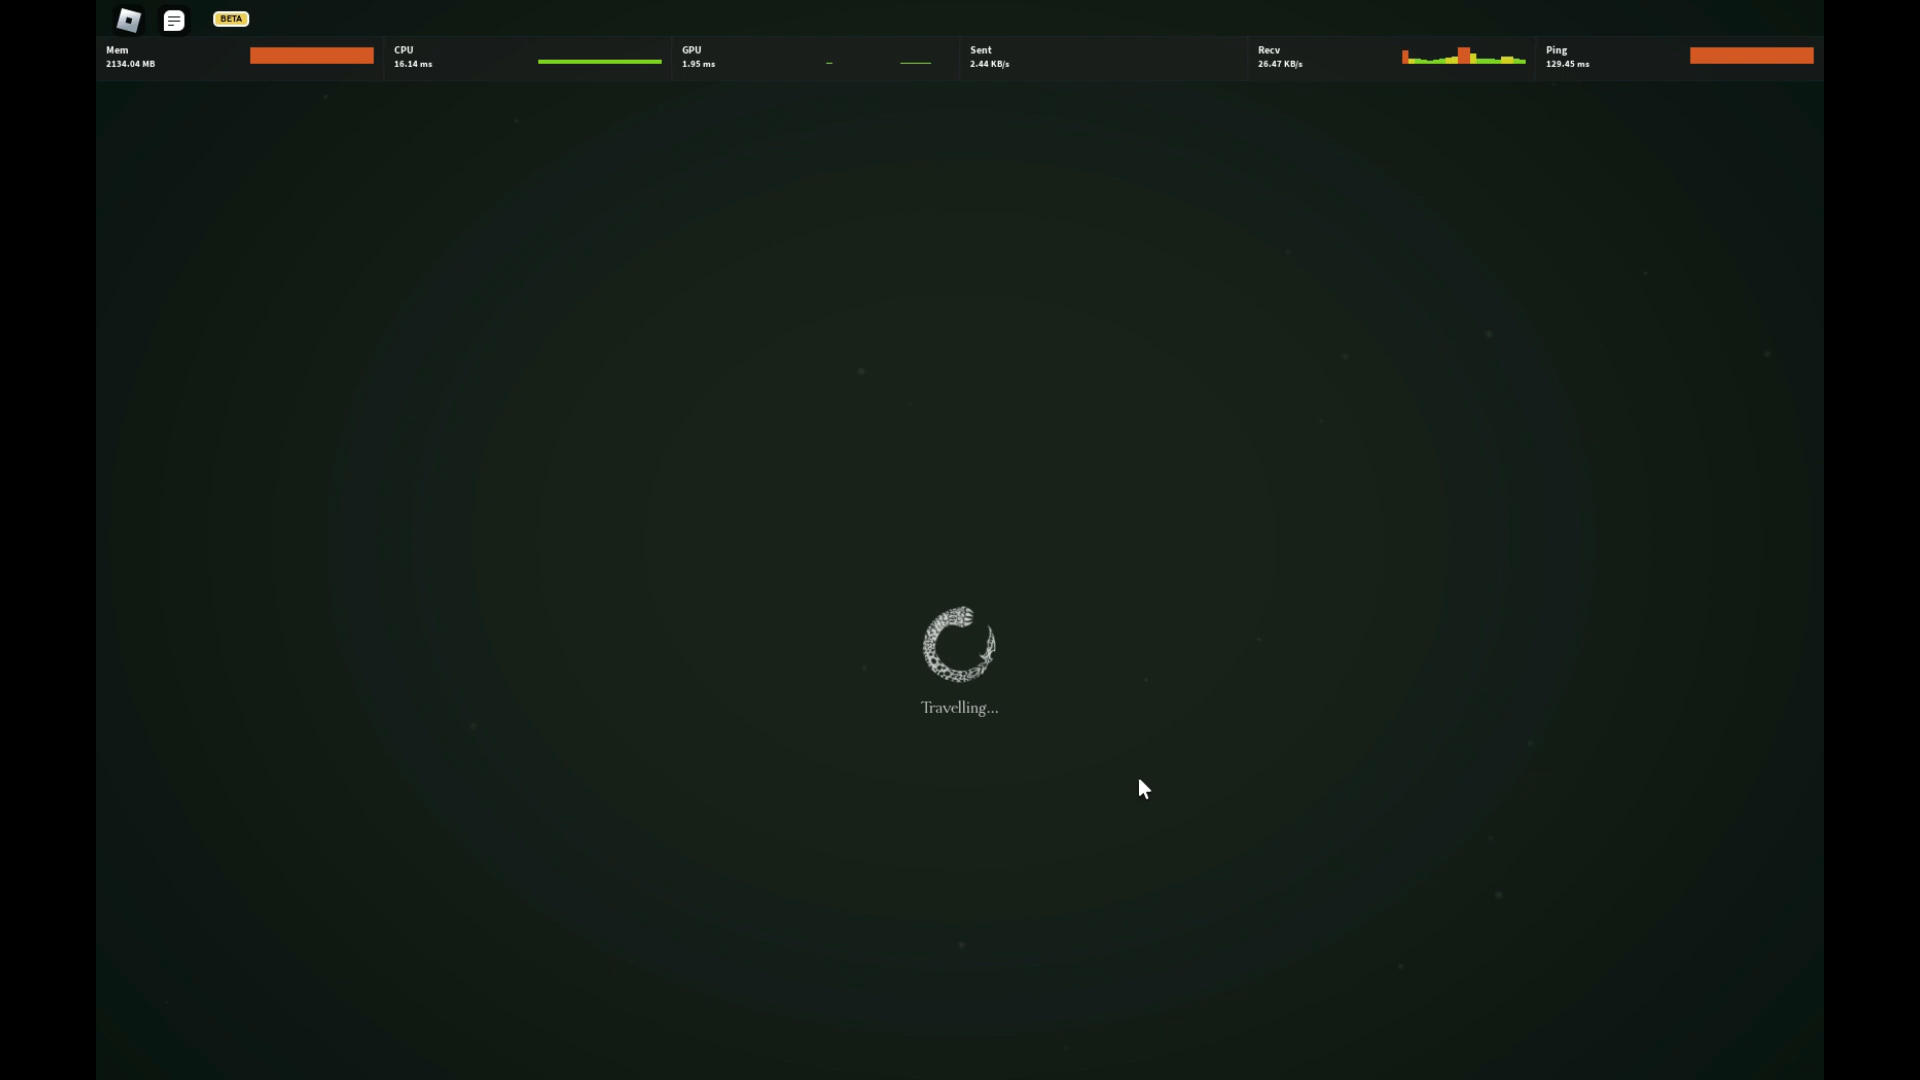 BETA
Mem
2134.04 MB
CPU
16.14 ms
GPU
1.95 ms
Sent
2.44 KB/s
Recv
26.47 KB/s
Ping
129.45 ms
Travelling...